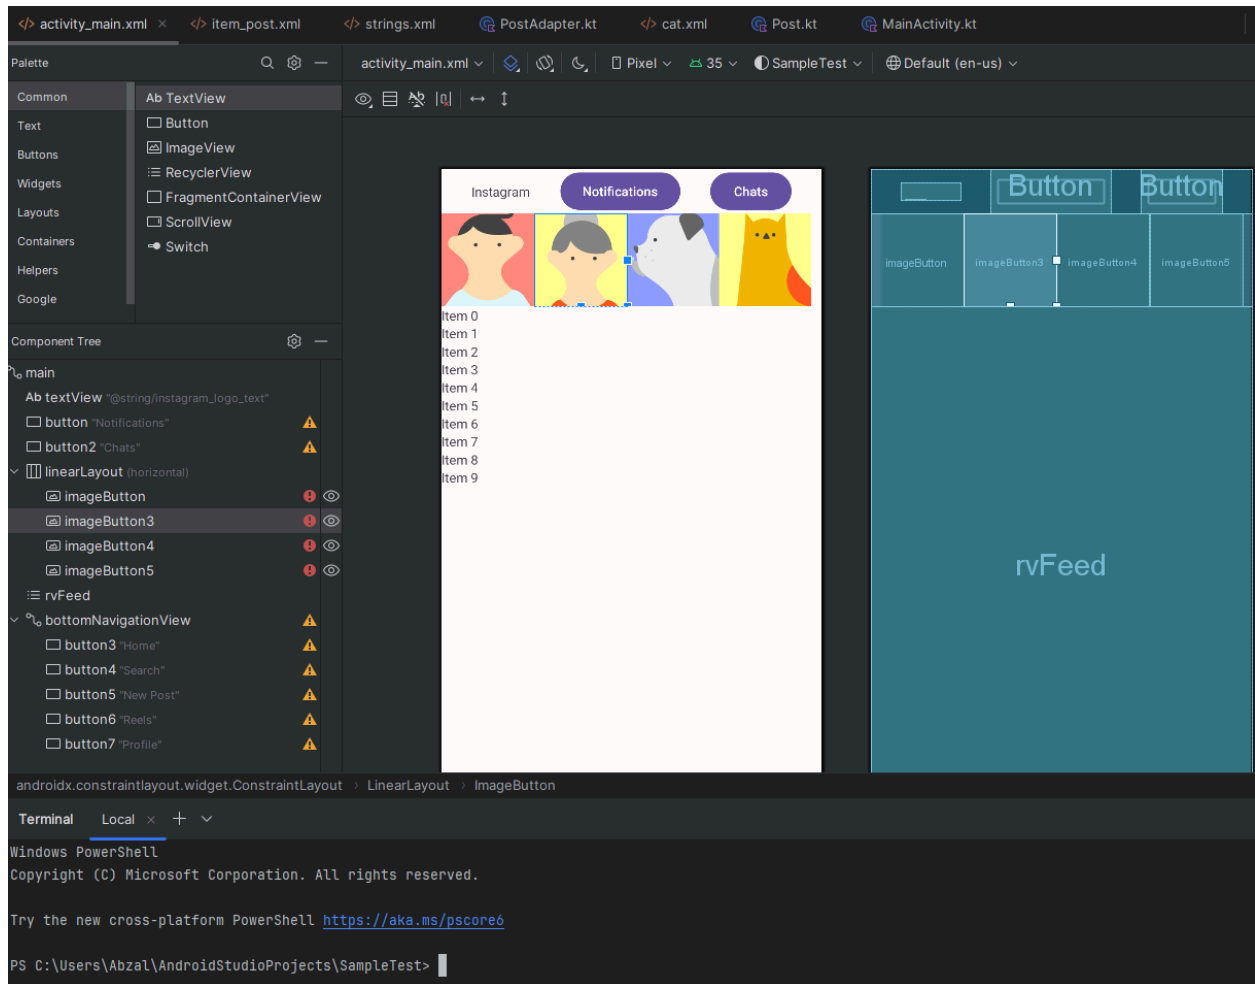 activity_main.xml
item_post.xml
strings.xml
PostAdapter.kt
cat.xml
Post.kt
MainActivity.kt
Palette
activity_main.xml
Pixel
35
SampleTest
Default (en-us)
Common
Text
Buttons
Widgets
Layouts
Containers
Helpers
Google
Ab TextView
Button
ImageView
RecyclerView
FragmentContainerView
ScrollView
Switch
Component Tree
main
Ab textView "@string/instagram_logo_text"
button "Notifications"
button2 "Chats"
linearLayout (horizontal)
imageButton
imageButton3
imageButton4
imageButton5
rvFeed
bottomNavigationView
button3 "Home"
button4 "Search"
button5 "New Post"
button6 "Reels"
button7 "Profile"
Instagram
Notifications
Chats
Item 0
Item 1
Item 2
Item 3
Item 4
Item 5
Item 6
Item 7
Item 8
Item 9
Button
Button
imageButton
imageButton3
imageButton4
imageButton5
rvFeed
androidx.constraintlayout.widget.ConstraintLayout > LinearLayout > ImageButton
Terminal
Local
Windows PowerShell
Copyright (C) Microsoft Corporation. All rights reserved.
Try the new cross-platform PowerShell https://aka.ms/pscore6
PS C:\Users\Abzal\AndroidStudioProjects\SampleTest>